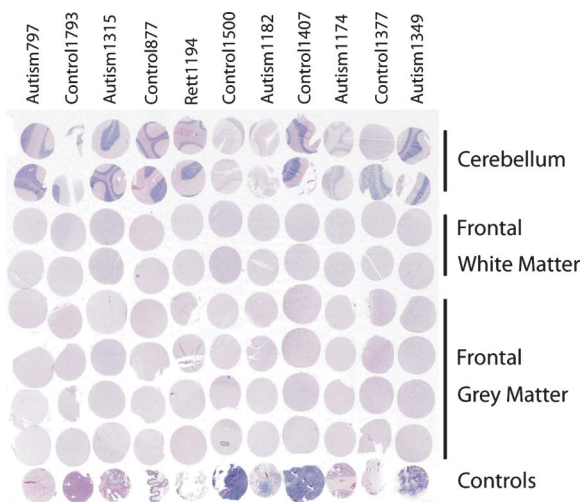 Autism797
Control1793
Autism1315
Control877
Rett1194
Control1500
Autism1182
Control1407
Autism1174
Control1377
Autism1349
Cerebellum
Frontal
White Matter
Frontal
Grey Matter
Controls